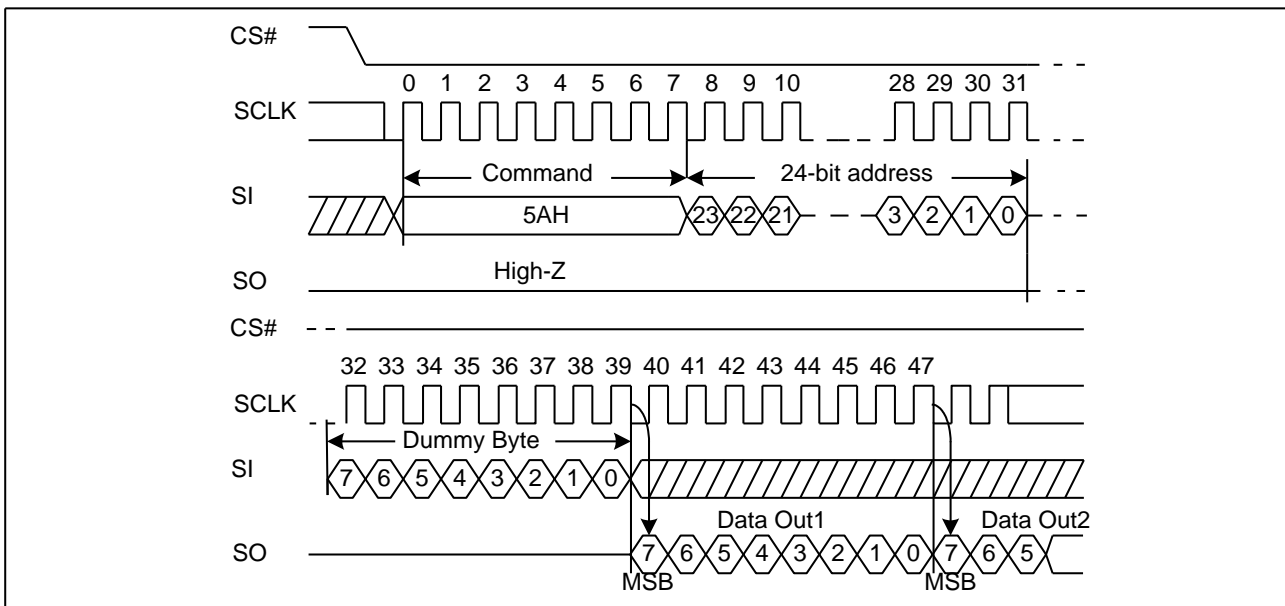 CS#
0 1 2 3 4 5 6 7 8 9 10 28 29 30 31
SCLK
Command 24-bit address
SI
5AH 23 22 21 3 2 1 0
High-Z
SO
CS#
32 33 34 35 36 37 38 39 40 41 42 43 44 45 46 47
SCLK
Dummy Byte
SI
7 6 5 4 3 2 1 0
Data Out1 Data Out2
SO
7 6 5 4 3 2 1 0 7 6 5
MSB MSB